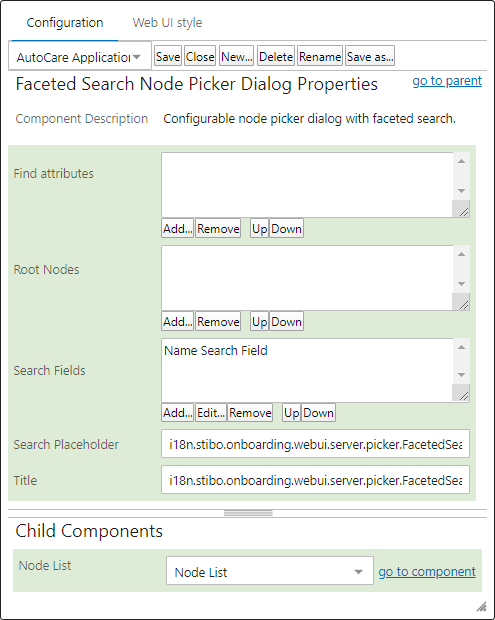 Configuration Web UI style
AutoCare Application Save Close New... Delete Rename Save as...
Faceted Search Node Picker Dialog Properties go to parent
Component Description Configurable node picker dialog with faceted search.
Find attributes
Add... Remove Up Down
Root Nodes
Add... Remove Up Down
Name Search Field
Search Fields
Add... Edit... Remove Up Down
Search Placeholder i18n.stibo.onboarding.webui.server.picker.FacetedSea
Title i18n.stibo.onboarding.webui.server.picker.FacetedSea
Child Components
Node List Node List go to component